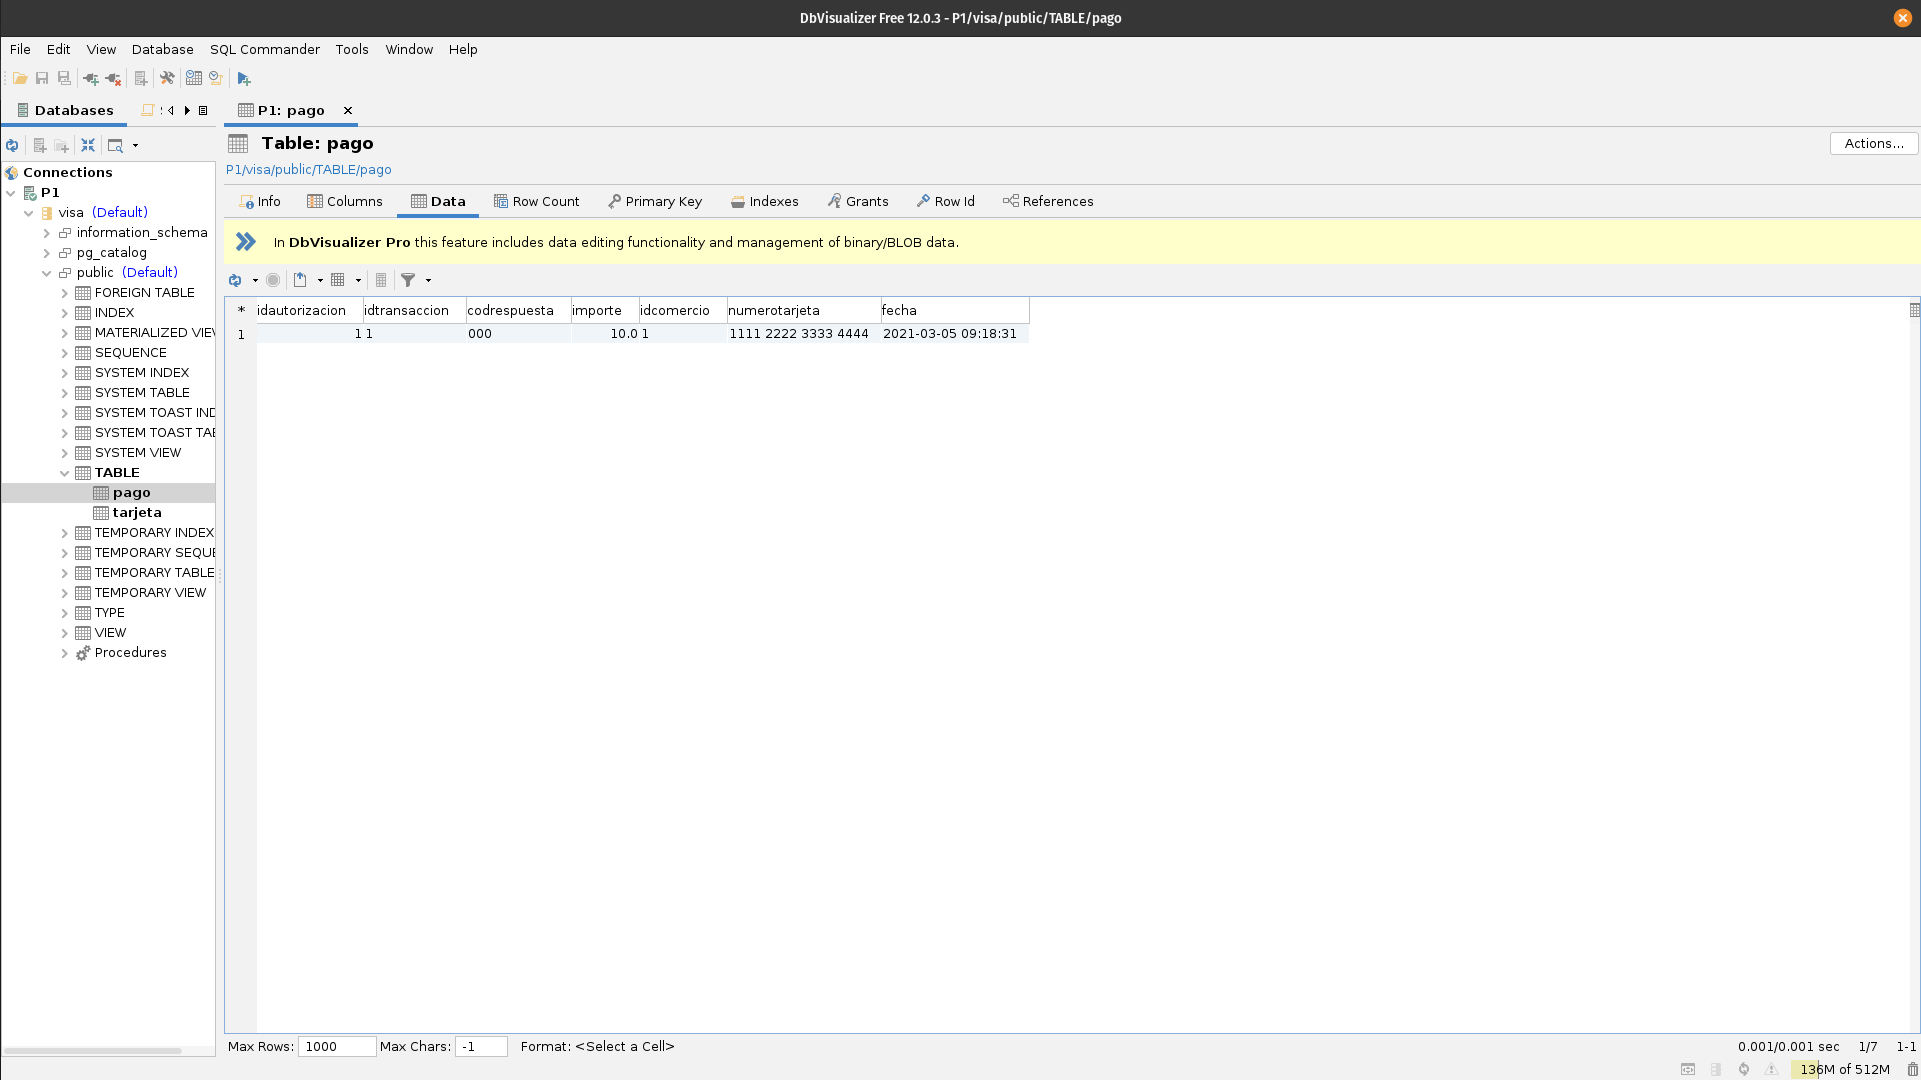 DbVisualizer Free 12.0.3 - P1/visa/public/TABLE/pago
File Edit View Database SQL Commander Tools Window Help
Databases
P1: pago
Table: pago
Actions...
P1/visa/public/TABLE/pago
Info Columns Data Row Count Primary Key Indexes Grants Row Id References
In DbVisualizer Pro this feature includes data editing functionality and management of binary/BLOB data.
Connections
P1
visa (Default)
information_schema
pg_catalog
public (Default)
FOREIGN TABLE
INDEX
MATERIALIZED VIEW
SEQUENCE
SYSTEM INDEX
SYSTEM TABLE
SYSTEM TOAST IND
SYSTEM TOAST TAB
SYSTEM VIEW
TABLE
pago
tarjeta
TEMPORARY INDEX
TEMPORARY SEQUE
TEMPORARY TABLE
TEMPORARY VIEW
TYPE
VIEW
Procedures
* idautorizacion idtransaccion codrespuesta importe idcomercio numerotarjeta fecha
1 1 1 000 10.0 1 1111 2222 3333 4444 2021-03-05 09:18:31
Max Rows: 1000 Max Chars: -1 Format: <Select a Cell>
0.001/0.001 sec 1/7 1-1
136M of 512M